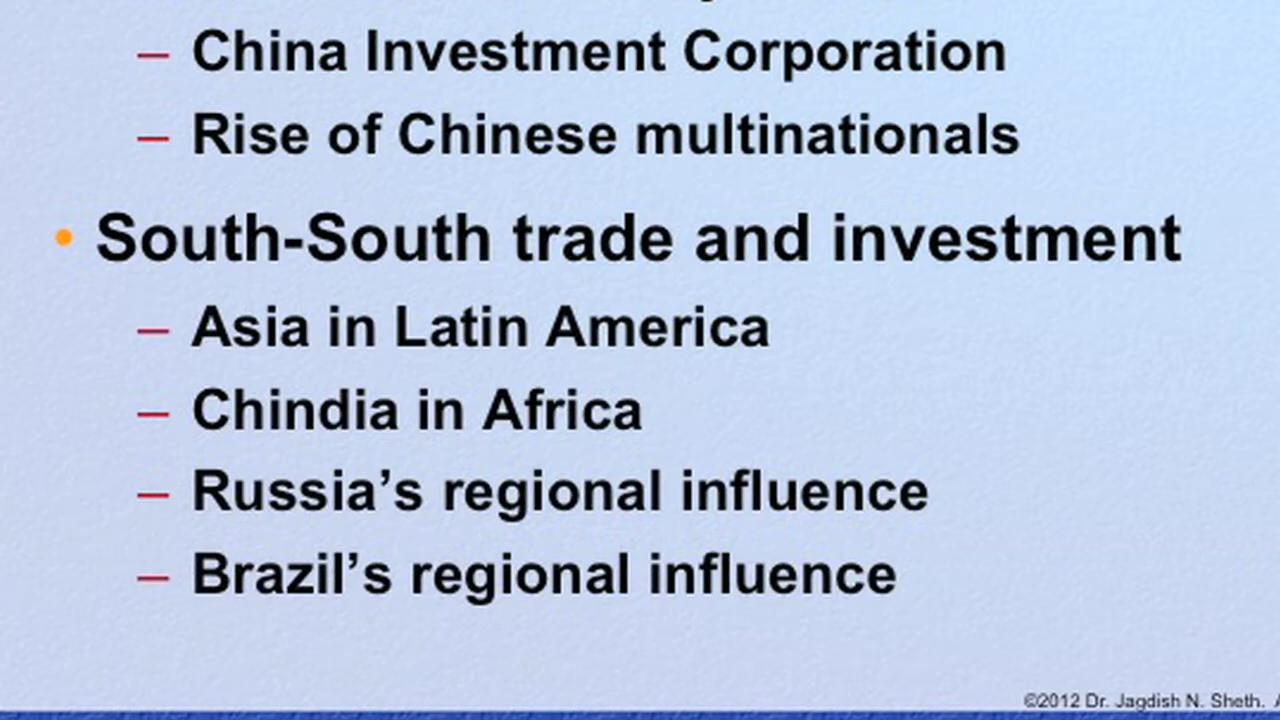 – China Investment Corporation
– Rise of Chinese multinationals
• South-South trade and investment
– Asia in Latin America
– Chindia in Africa
– Russia’s regional influence
– Brazil’s regional influence
©2012 Dr. Jagdish N. Sheth.